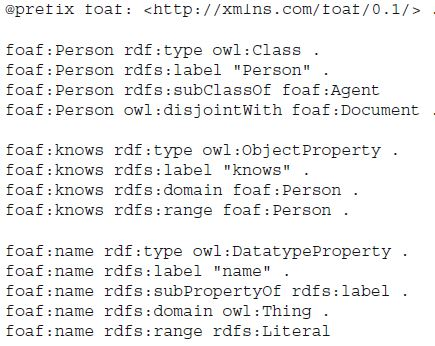 @prefix foaf: <http://xmlns.com/foaf/0.1/> .
foaf:Person rdf:type owl:Class .
foaf:Person rdfs:label "Person" .
foaf:Person rdfs:subClassOf foaf:Agent
foaf:Person owl:disjointWith foaf:Document .
foaf:knows rdf:type owl:ObjectProperty .
foaf:knows rdfs:label "knows" .
foaf:knows rdfs:domain foaf:Person .
foaf:knows rdfs:range foaf:Person .
foaf:name rdf:type owl:DatatypeProperty .
foaf:name rdfs:label "name" .
foaf:name rdfs:subPropertyOf rdfs:label .
foaf:name rdfs:domain owl:Thing .
foaf:name rdfs:range rdfs:Literal